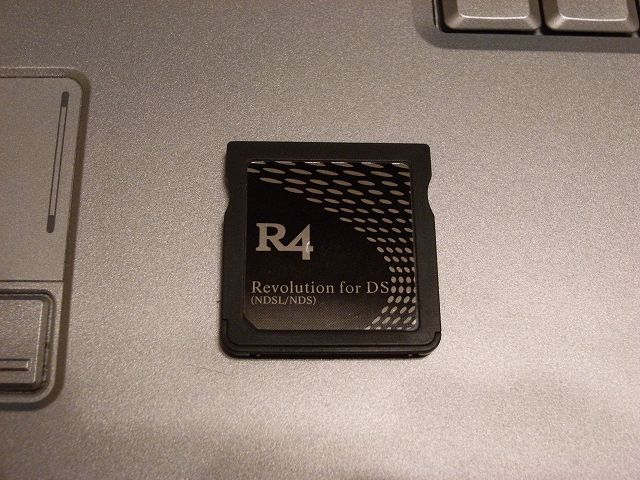 R4
Revolution for DS
(NDSL/NDS)